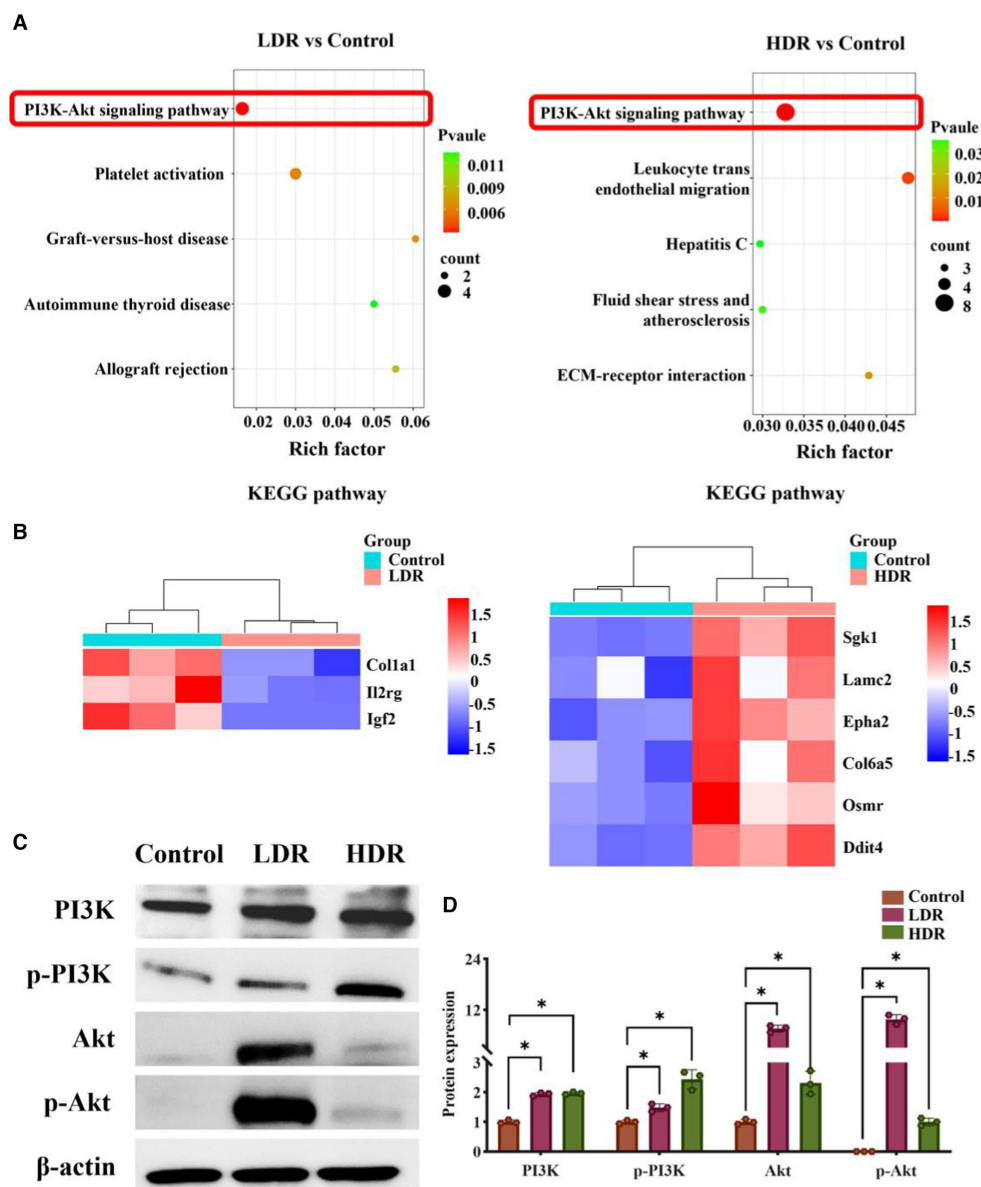 A
LDR vs Control
PI3K-Akt signaling pathway
Platelet activation
Graft-versus-host disease
Autoimmune thyroid disease
Allograft rejection
0.02 0.03 0.04 0.05 0.06
Rich factor
KEGG pathway
Pvaule
0.011
0.009
0.006
count
2
4
HDR vs Control
PI3K-Akt signaling pathway
Leukocyte trans
endothelial migration
Hepatitis C
Fluid shear stress and
atherosclerosis
ECM-receptor interaction
0.030 0.035 0.040 0.045
Rich factor
KEGG pathway
Pvaule
0.03
0.02
0.01
count
3
4
8
B
Group
Control
LDR
Col1a1
Il2rg
Igf2
1.5
1
0.5
0
-0.5
-1
-1.5
Group
Control
HDR
Sgk1
Lamc2
Epha2
Col6a5
Osmr
Ddit4
1.5
1
0.5
0
-0.5
-1
-1.5
C
Control LDR HDR
PI3K
p-PI3K
Akt
p-Akt
β-actin
D
Control
LDR
HDR
Protein expression
12
4
3
2
1
0
* * * * * * * *
PI3K p-PI3K Akt p-Akt